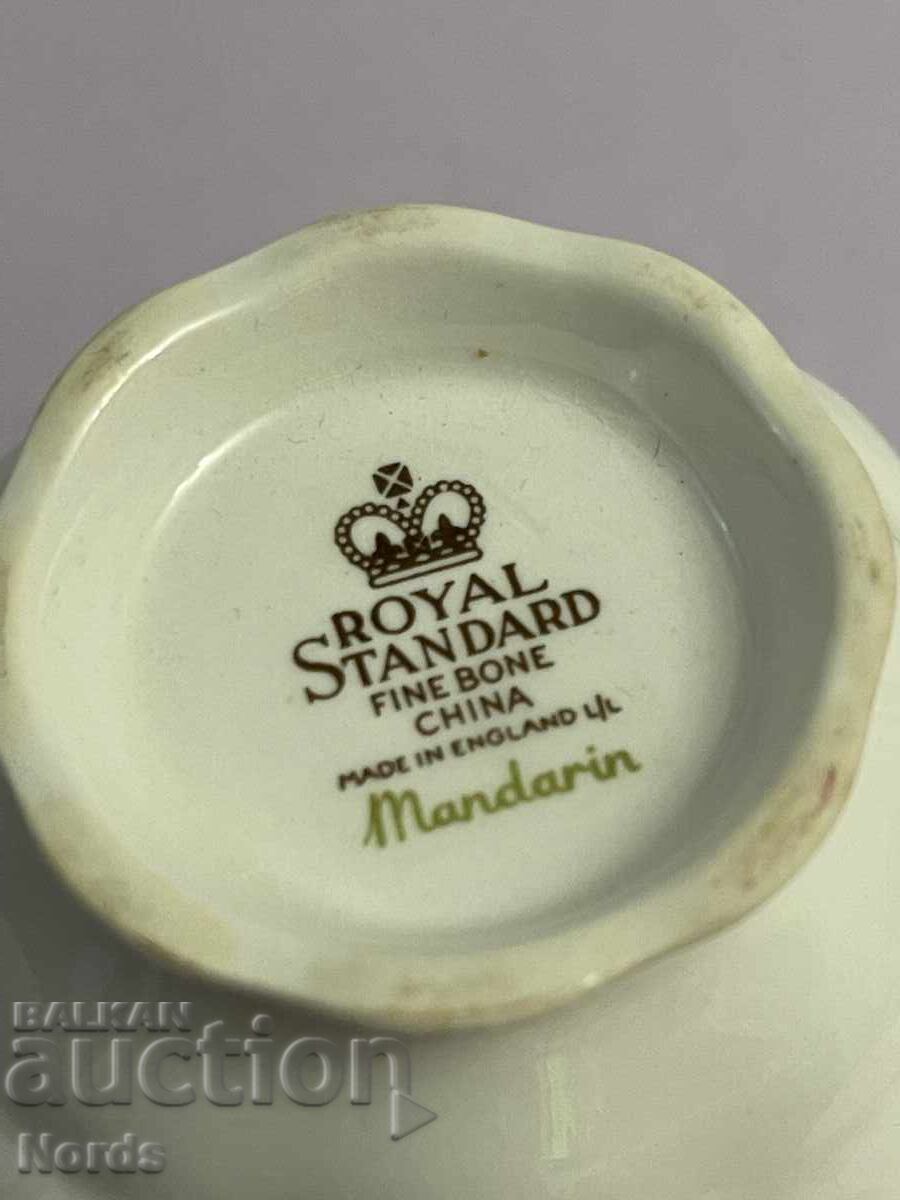 ROYAL
STANDARD
FINE BONE
CHINA
MADE IN ENGLAND L/L
Mandarin
BALKAN
auction
Nords